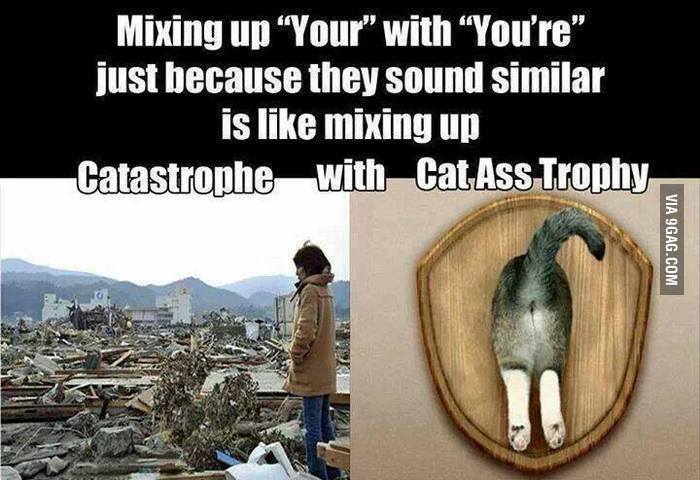 Mixing up “Your” with “You’re”
just because they sound similar
is like mixing up
Catastrophe with Cat Ass Trophy
VIA 9GAG.COM